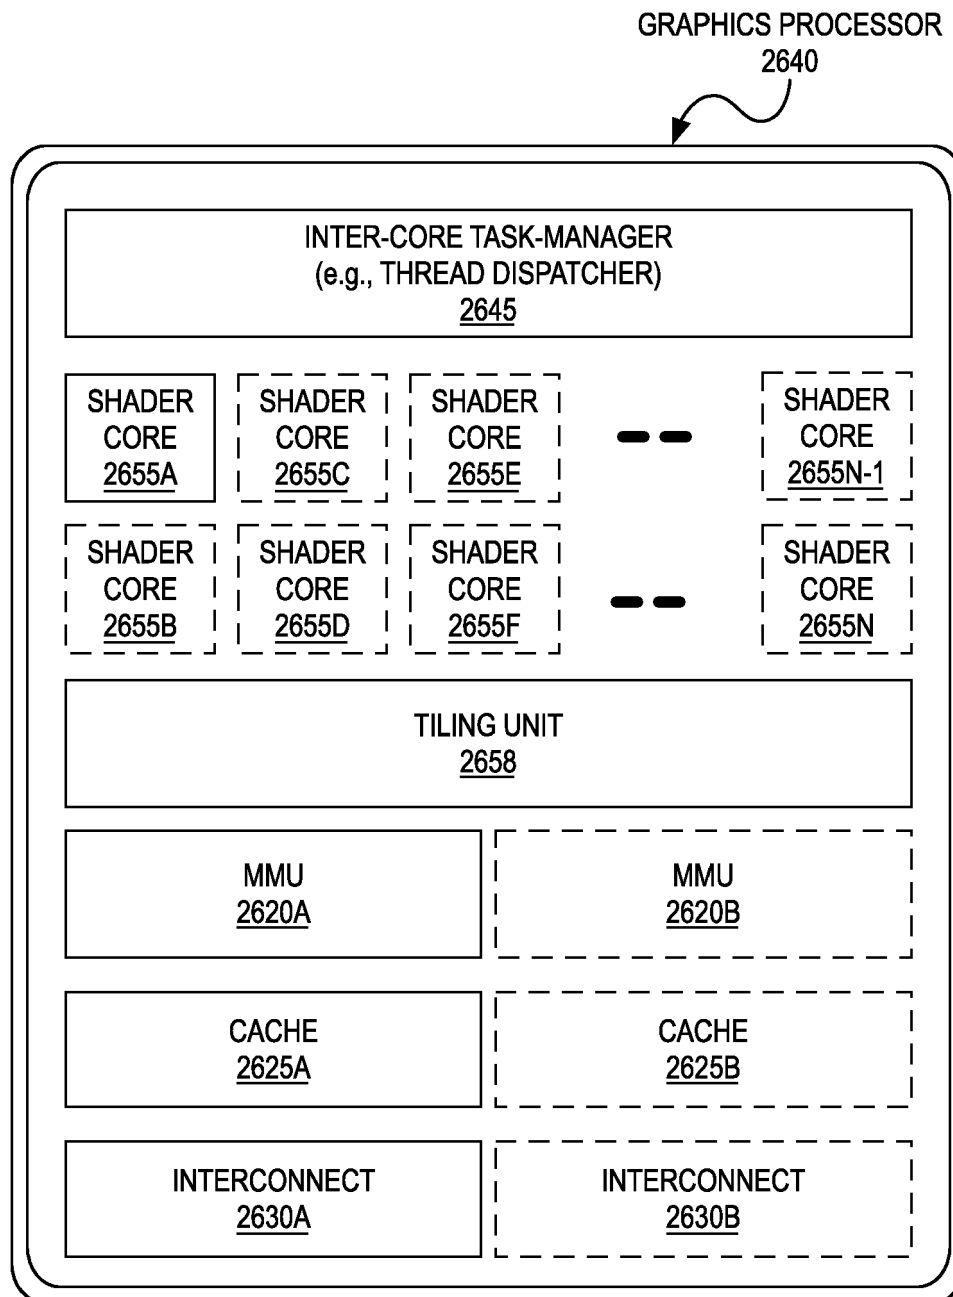 GRAPHICS PROCESSOR
2640
INTER-CORE TASK-MANAGER
(e.g., THREAD DISPATCHER)
2645
SHADER
CORE
2655A
SHADER
CORE
2655C
SHADER
CORE
2655E
SHADER
CORE
2655N-1
SHADER
CORE
2655B
SHADER
CORE
2655D
SHADER
CORE
2655F
SHADER
CORE
2655N
TILING UNIT
2658
MMU
2620A
MMU
2620B
CACHE
2625A
CACHE
2625B
INTERCONNECT
2630A
INTERCONNECT
2630B